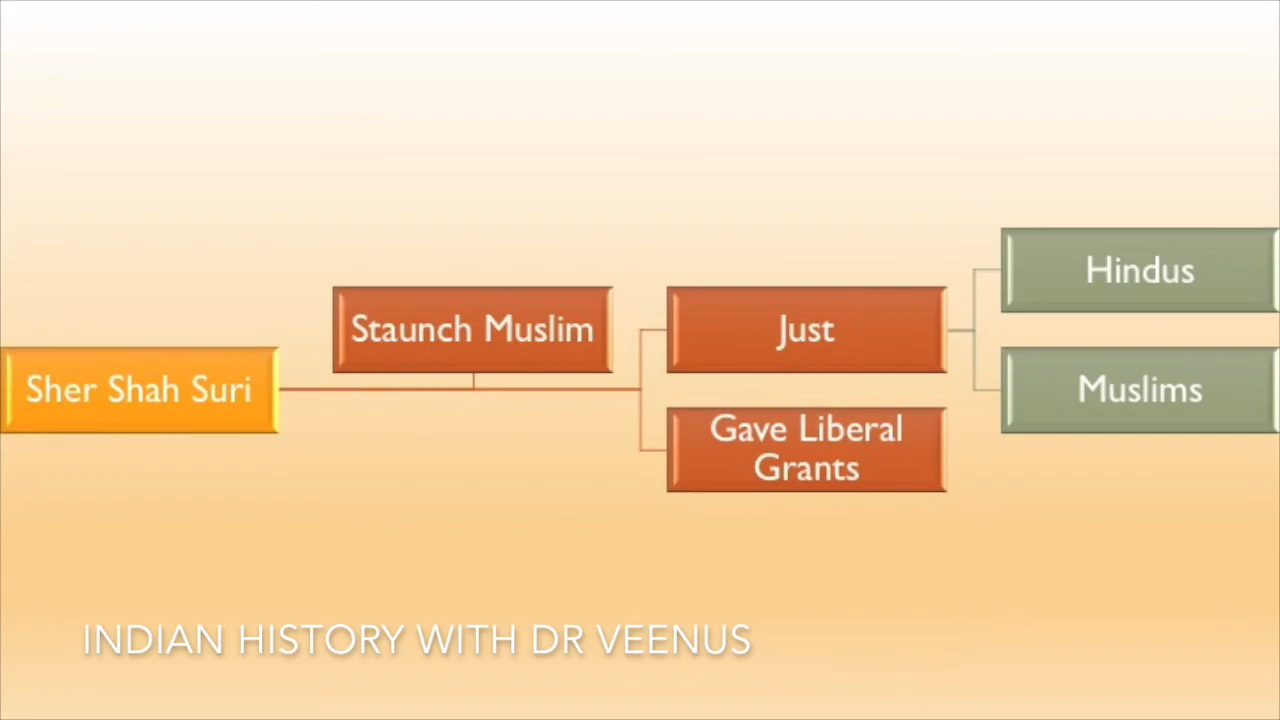 Sher Shah Suri
Staunch Muslim
Just
Gave Liberal
Grants
Hindus
Muslims
INDIAN HISTORY WITH DR VEENUS